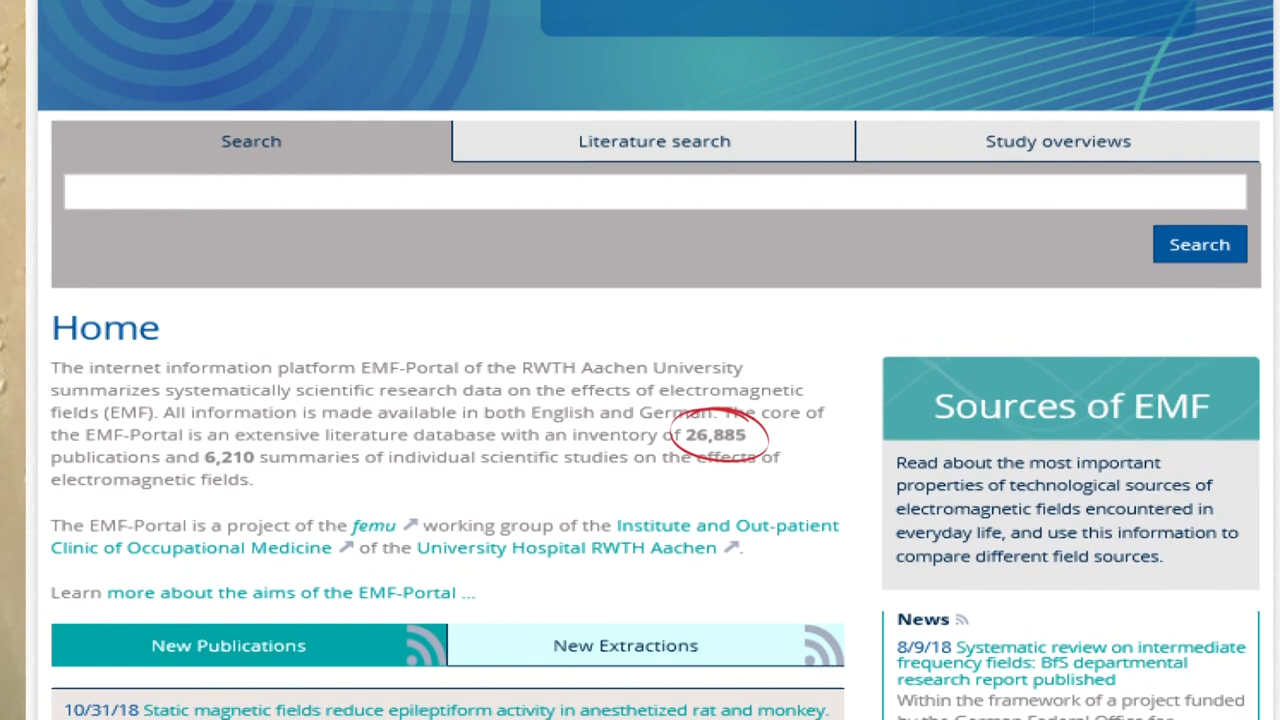 Search
Literature search
Study overviews
Search
Home
The internet information platform EMF-Portal of the RWTH Aachen University
summarizes systematically scientific research data on the effects of electromagnetic
fields (EMF). All information is made available in both English and German. The core of
the EMF-Portal is an extensive literature database with an inventory of 26,885
publications and 6,210 summaries of individual scientific studies on the effects of
electromagnetic fields.
The EMF-Portal is a project of the femu working group of the Institute and Out-patient
Clinic of Occupational Medicine of the University Hospital RWTH Aachen .
Learn more about the aims of the EMF-Portal ...
New Publications
New Extractions
10/31/18 Static magnetic fields reduce epileptiform activity in anesthetized rat and monkey.
Sources of EMF
Read about the most important
properties of technological sources of
electromagnetic fields encountered in
everyday life, and use this information to
compare different field sources.
News
8/9/18 Systematic review on intermediate
frequency fields: BfS departmental
research report published
Within the framework of a project funded
by the German Federal Office for